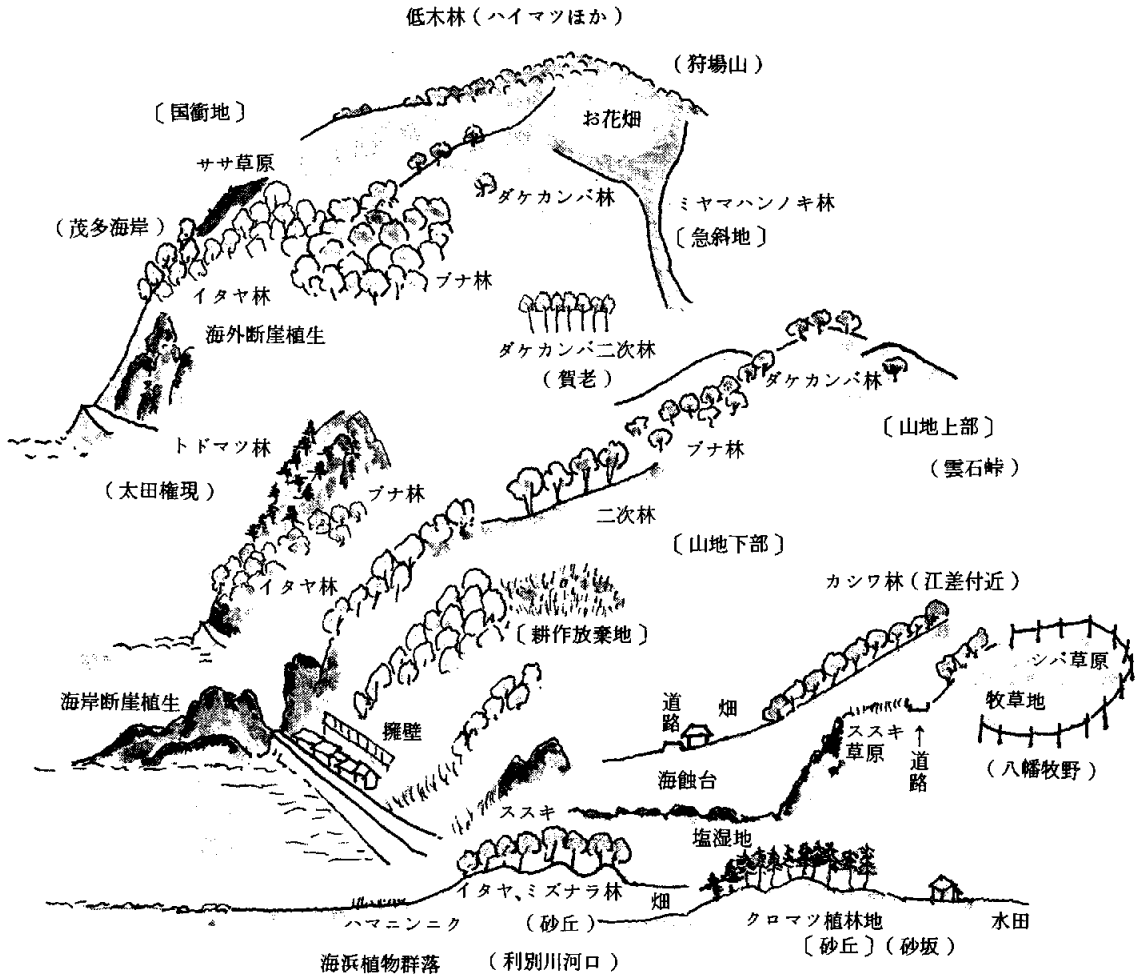 低木林(ハイマツほか)
(狩場山)
〔国衝地〕
お花畑
ササ草原
ダケカンバ林
ミヤマハンノキ林
(茂多海岸)
〔急斜地〕
イタヤ林
ブナ林
海外断崖植生
ダケカンバ二次林
(賀老)
ダケカンバ林
トドマツ林
ブナ林
〔山地上部〕
(雲石峠)
(太田権現)
ブナ林
二次林
〔山地下部〕
イタヤ林
カシワ林(江差付近)
〔耕作放棄地〕
シバ草原
海岸断崖植生
擁壁
道路
畑
牧草地
ススキ草原
↑道路
(八幡牧野)
海蝕台
ススキ
塩湿地
イタヤ、ミズナラ林
畑
クロマツ植林地
水田
ハマニンニク
(砂丘)
〔砂丘〕(砂坂)
海浜植物群落
(利別川河口)